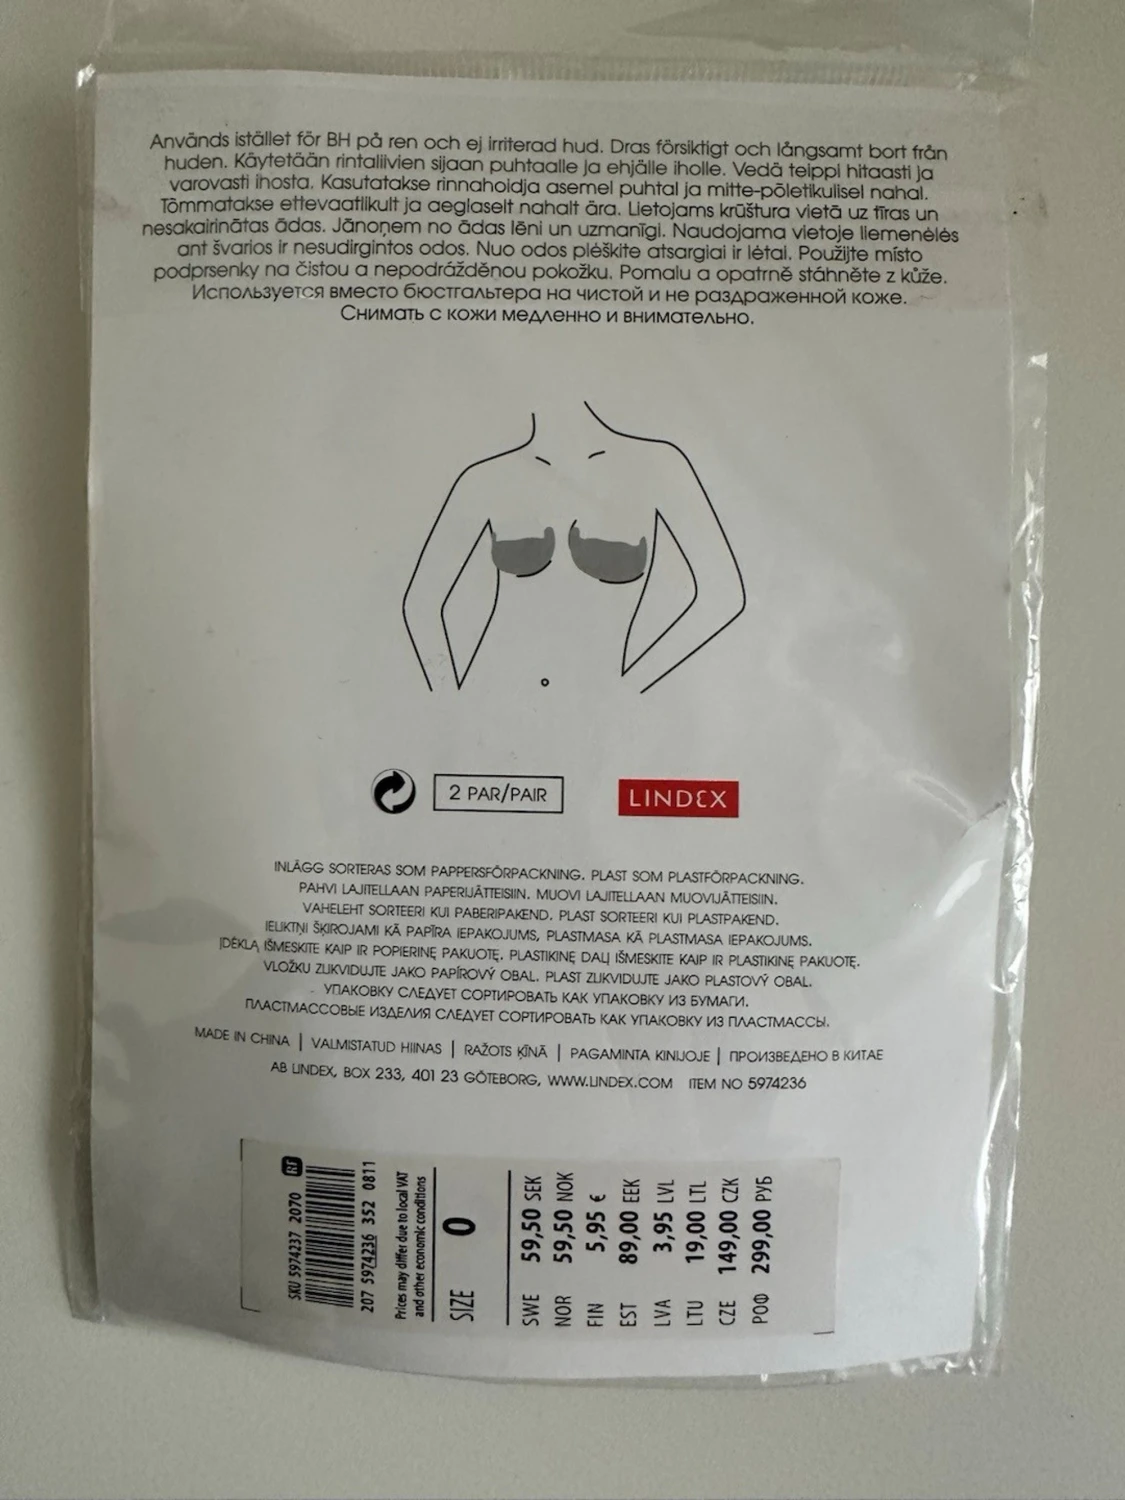 Används istället för BH på ren och ej irriterad hud. Dras försiktigt och långsamt bort från
huden. Käytetään rintaliivien sijaan puhtaalle ja ehjälle iholle. Vedä teippi hitaasti ja
varovasti ihosta. Kasutatakse rinnahoidja asemel puhtal ja mitte-põletikulisel nahal.
Tõmmatakse ettevaatlikult ja aeglaselt nahalt ära. Lietojams krūštura vietā uz tīras un
nesakairinātas ādas. Jāņoņem no ādas lēni un uzmanīgi. Naudojama vietoje liemenėlės
ant švarios ir nesudirgintos odos. Nuo odos plėškite atsargiai ir lėtai. Použijte místo
podprsenky na čistou a nepodrážděnou pokožku. Pomalu a opatrně stáhněte z kůže.
Используется вместо бюстгальтера на чистой и не раздраженной коже.
Снимать с кожи медленно и внимательно.
2 PAR/PAIR
LINDEX
INLÄGG SORTERAS SOM PAPPERSFÖRPACKNING. PLAST SOM PLASTFÖRPACKNING.
PAHVI LAJITELLAAN PAPERIJÄTTEISIIN. MUOVI LAJITELLAAN MUOVIJÄTTEISIIN.
VAHELEHT SORTEERI KUI PABERIPAKEND. PLAST SORTEERI KUI PLASTPAKEND.
IELIKTŅI ŠĶIROJAMI KĀ PAPĪRA IEPAKOJUMS, PLASTMASA KĀ PLASTMASA IEPAKOJUMS.
ĮDĖKLĄ IŠMESKITE KAIP IR POPIERINĘ PAKUOTĘ. PLASTIKINĘ DALĮ IŠMESKITE KAIP IR PLASTIKINĘ PAKUOTĘ.
VLOŽKU ZLIKVIDUJTE JAKO PAPÍROVÝ OBAL. PLAST ZLIKVIDUJTE JAKO PLASTOVÝ OBAL.
УПАКОВКУ СЛЕДУЕТ СОРТИРОВАТЬ КАК УПАКОВКУ ИЗ БУМАГИ.
ПЛАСТМАССОВЫЕ ИЗДЕЛИЯ СЛЕДУЕТ СОРТИРОВАТЬ КАК УПАКОВКУ ИЗ ПЛАСТМАССЫ.
MADE IN CHINA | VALMISTATUD HIINAS | RAŽOTS ĶĪNĀ | PAGAMINTA KINIJOJE | ПРОИЗВЕДЕНО В КИТАЕ
AB LINDEX, BOX 233, 401 23 GÖTEBORG, WWW.LINDEX.COM ITEM NO 5974236
SKU 5974237 2070 RF
207 5974236 352 0811
Prices may differ due to local VAT
and other economic conditions
SIZE 0
SWE 59,50 SEK
NOR 59,50 NOK
FIN 5,95 €
EST 89,00 EEK
LVA 3,95 LVL
LTU 19,00 LTL
CZE 149,00 CZK
РОФ 299,00 РУБ